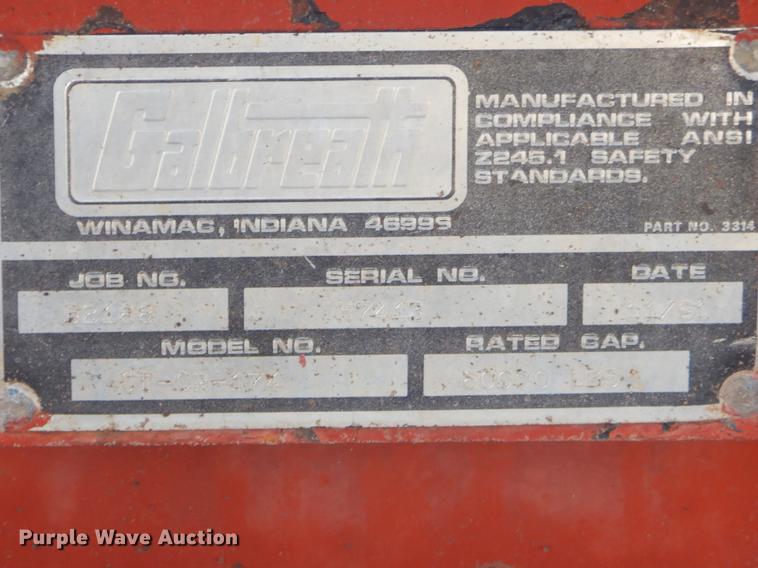 Galbreath
WINAMAC, INDIANA 46999
MANUFACTURED IN
COMPLIANCE WITH
APPLICABLE ANSI
Z245.1 SAFETY
STANDARDS.
PART NO. 3314
JOB NO.
SERIAL NO.
DATE
MODEL NO.
RATED CAP.
Purple Wave Auction